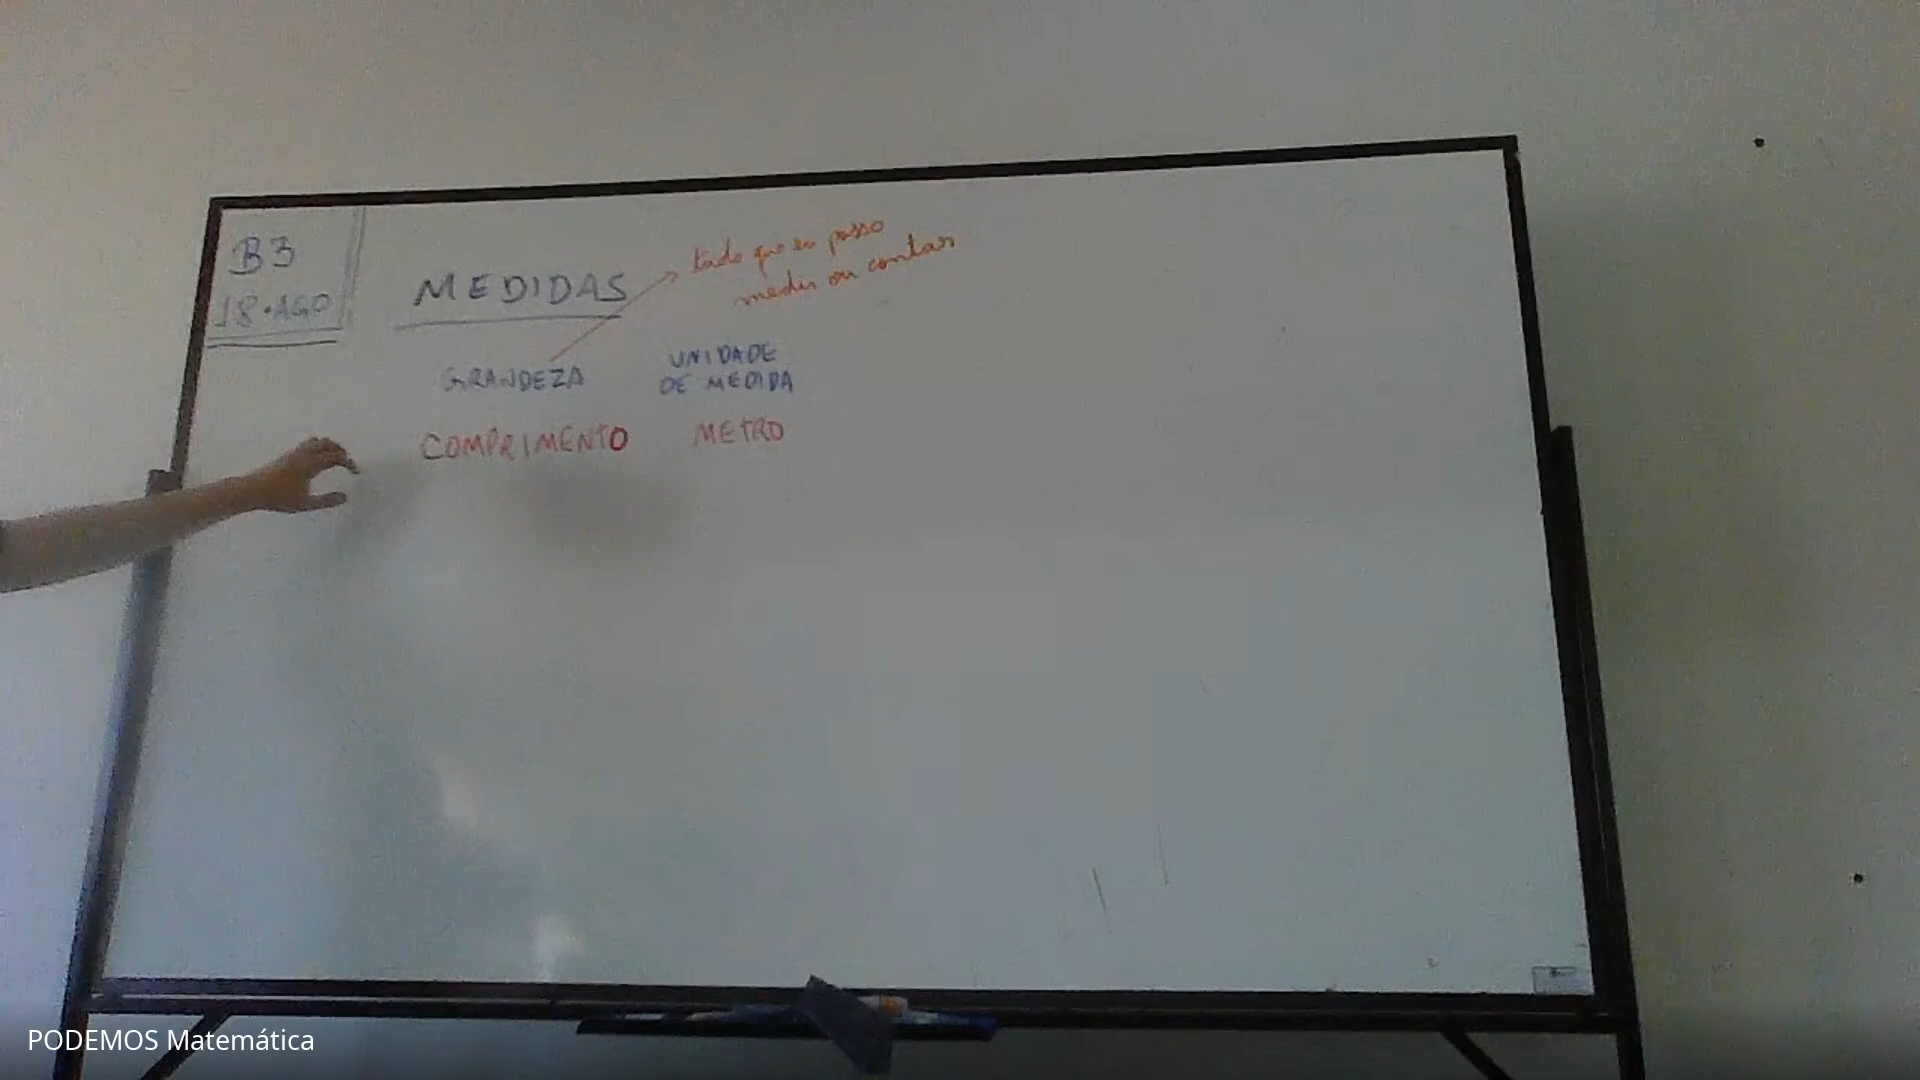 B3
18•AGO
MEDIDAS
tudo que eu posso
medir ou contar
GRANDEZA
UNIDADE
DE MEDIDA
COMPRIMENTO
METRO
PODEMOS Matemática